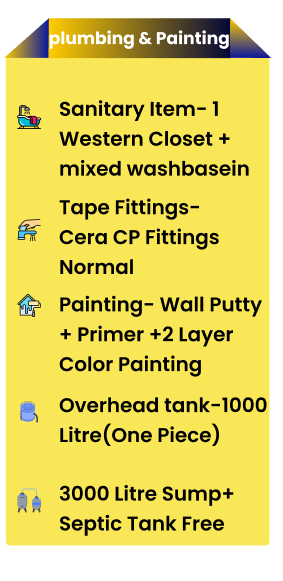 plumbing & Painting
Sanitary Item- 1
Western Closet +
mixed washbasein
Tape Fittings-
Cera CP Fittings
Normal
Painting- Wall Putty
+ Primer +2 Layer
Color Painting
Overhead tank-1000
Litre(One Piece)
3000 Litre Sump+
Septic Tank Free